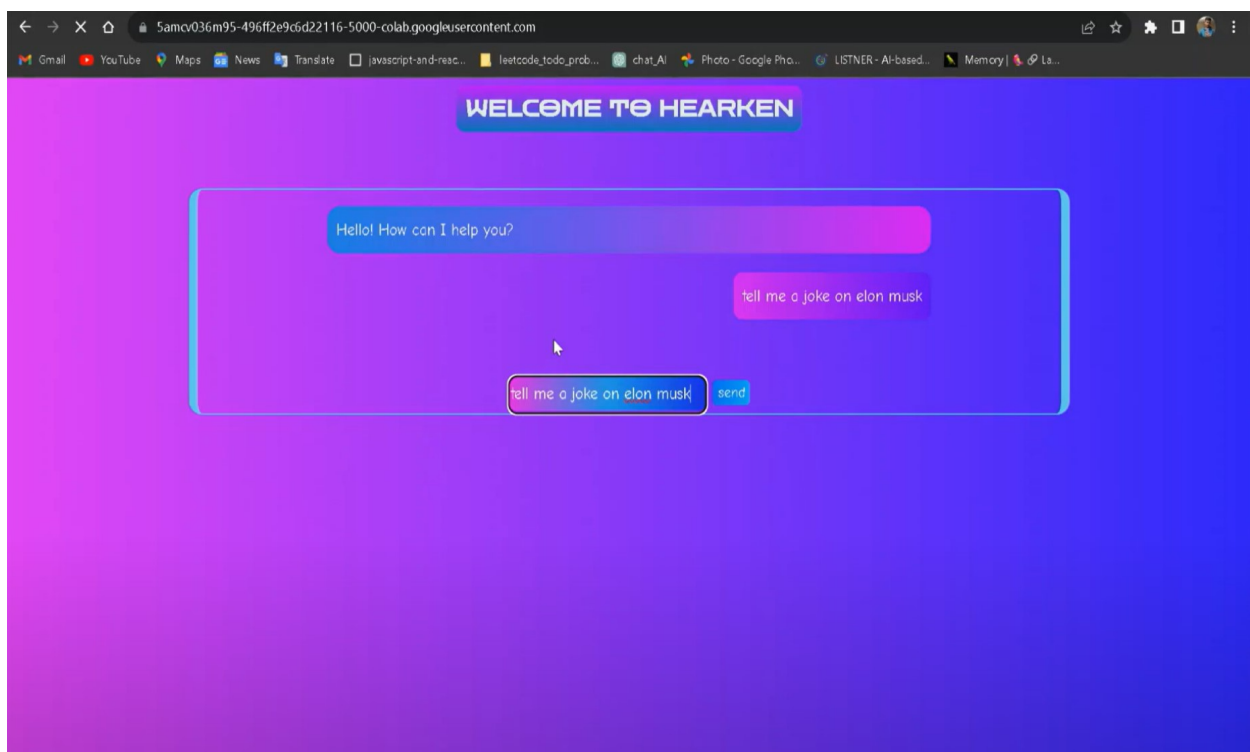 5amcv036m95-496ff2e9c6d22116-5000-colab.googleusercontent.com
Gmail YouTube Maps News Translate javascript-and-reac... leetcode_todo_prob... chat_AI Photo - Google Pho... LISTNER - AI-based... Memory | La...
WELCOME TO HEARKEN
Hello! How can I help you?
tell me a joke on elon musk
tell me a joke on elon musk send